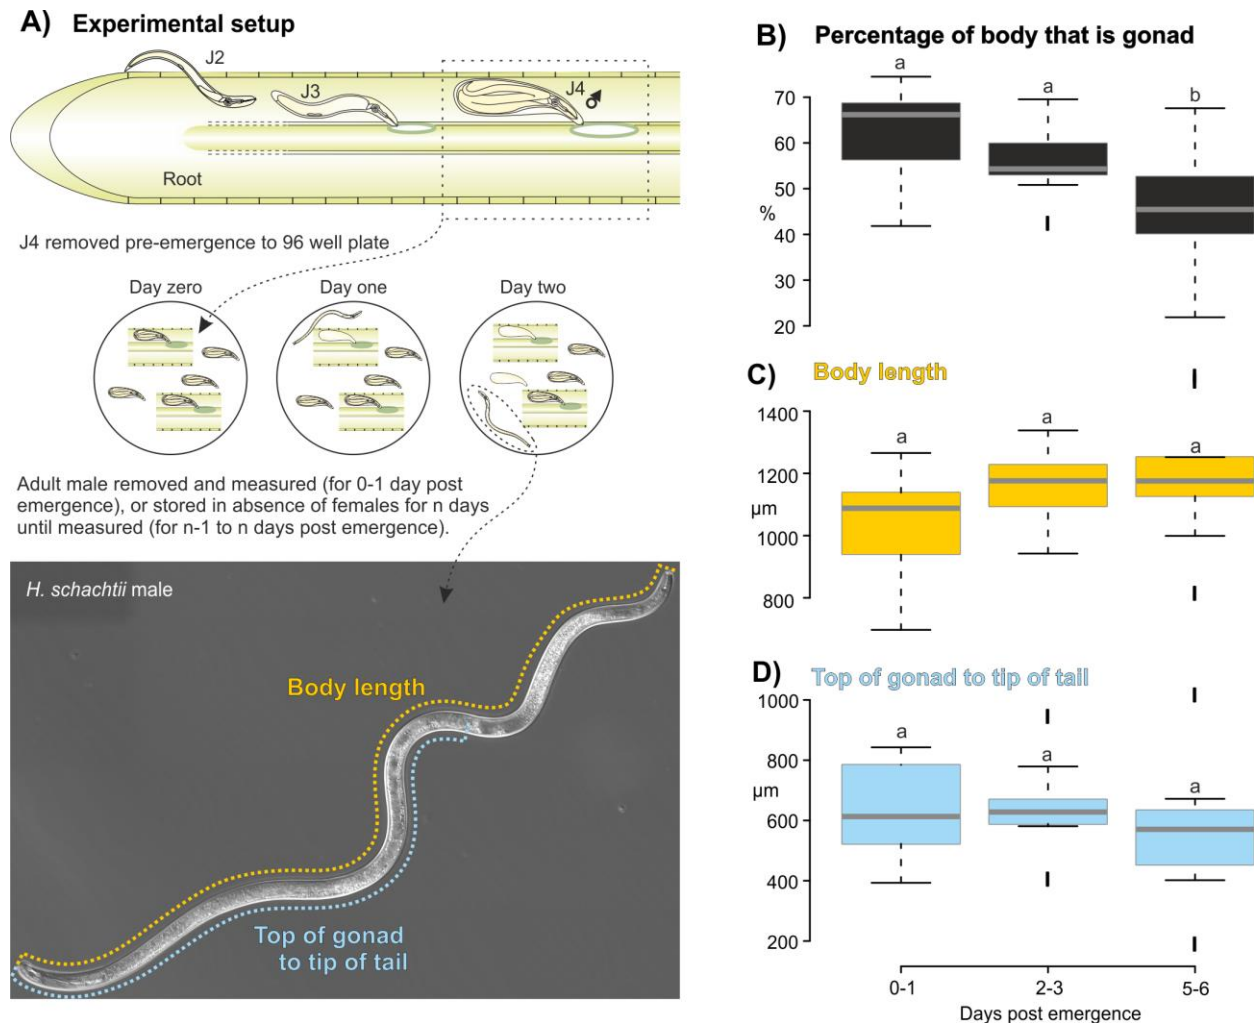 A) Experimental setup
J2
J3
J4
Root
J4 removed pre-emergence to 96 well plate
Day zero
Day one
Day two
Adult male removed and measured (for 0-1 day post
emergence), or stored in absence of females for n days
until measured (for n-1 to n days post emergence).
H. schachtii male
Body length
Top of gonad
to tip of tail
B) Percentage of body that is gonad
a
a
b
70
60
50
%
40
30
20
C) Body length
1400
a
a
a
1200
µm
1000
800
D) Top of gonad to tip of tail
1000
a
a
a
800
µm
600
400
200
0-1
2-3
5-6
Days post emergence